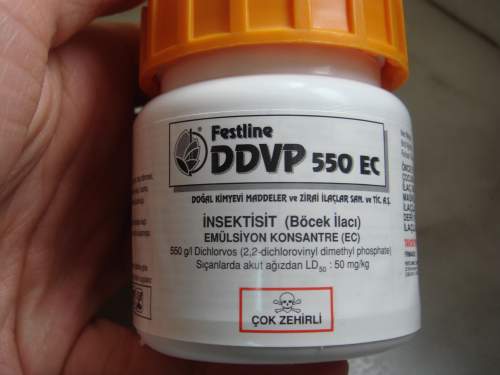 Festline
DDVP 550 EC
DOĞAL KİMYEVİ MADDELER ve ZİRAİ İLAÇLAR SAN. ve TİC. A.Ş.
İNSEKTİSİT (Böcek İlacı)
EMÜLSİYON KONSANTRE (EC)
550 g/l Dichlorvos (2,2-dichlorovinyl dimethyl phosphate)
Sıçanlarda akut ağızdan LD50 : 50 mg/kg
ÇOK ZEHİRLİ